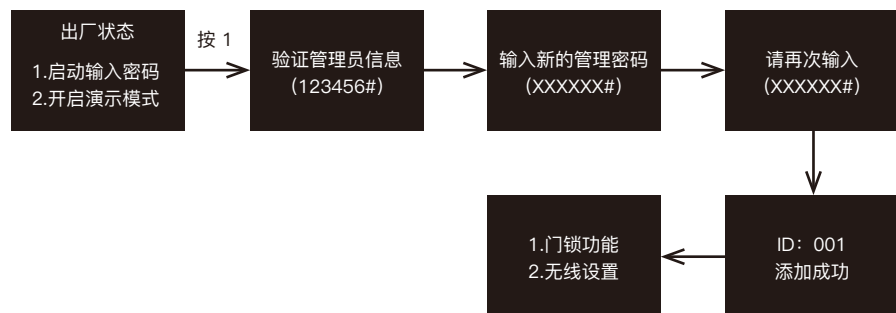 出厂状态
1.启动输入密码
2.开启演示模式
按 1
验证管理员信息
(123456#)
输入新的管理密码
(XXXXXX#)
请再次输入
(XXXXXX#)
ID：001
添加成功
1.门锁功能
2.无线设置